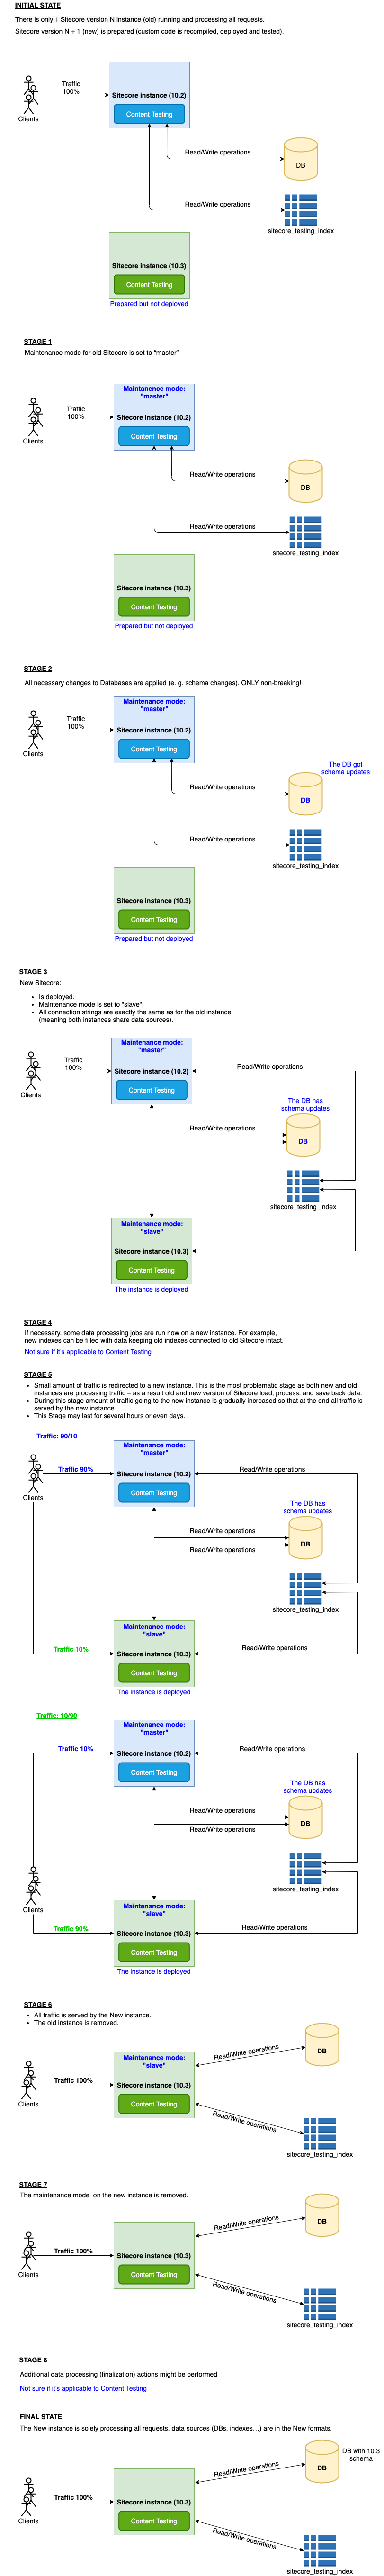 INITIAL STATE
There is only 1 Sitecore version N instance (old) running and processing all requests.
Sitecore version N + 1 (new) is prepared (custom code is recompiled, deployed and tested).
Traffic
100%
Clients
Sitecore instance (10.2)
Content Testing
Read/Write operations
DB
Read/Write operations
sitecore_testing_index
Sitecore instance (10.3)
Content Testing
Prepared but not deployed
STAGE 1
Maintenance mode for old Sitecore is set to "master"
Maintanence mode:
"master"
Traffic
100%
Clients
Sitecore instance (10.2)
Content Testing
Read/Write operations
DB
Read/Write operations
sitecore_testing_index
Sitecore instance (10.3)
Content Testing
Prepared but not deployed
STAGE 2
All necessary changes to Databases are applied (e. g. schema changes). ONLY non-breaking!
Maintenance mode:
"master"
Traffic
100%
Clients
Sitecore instance (10.2)
Content Testing
The DB got
schema updates
Read/Write operations
DB
Read/Write operations
sitecore_testing_index
Sitecore instance (10.3)
Content Testing
Prepared but not deployed
STAGE 3
New Sitecore:
• Is deployed.
• Maintenance mode is set to "slave".
• All connection strings are exactly the same as for the old instance
(meaning both instances share data sources).
Maintenance mode:
"master"
Traffic
100%
Clients
Sitecore instance (10.2)
Content Testing
Read/Write operations
The DB has
schema updates
Read/Write operations
DB
sitecore_testing_index
Maintenance mode:
"slave"
Sitecore instance (10.3)
Content Testing
The instance is deployed
STAGE 4
If necessary, some data processing jobs are run now on a new instance. For example,
new indexes can be filled with data keeping old indexes connected to old Sitecore intact.
Not sure if it's applicable to Content Testing
STAGE 5
• Small amount of traffic is redirected to a new instance. This is the most problematic stage as both new and old
instances are processing traffic – as a result old and new version of Sitecore load, process, and save back data.
• During this stage amount of traffic going to the new instance is gradually increased so that at the end all traffic is
served by the new instance.
• This Stage may last for several hours or even days.
Traffic: 90/10
Maintenance mode:
"master"
Traffic 90%
Clients
Sitecore instance (10.2)
Content Testing
Read/Write operations
The DB has
schema updates
Read/Write operations
DB
Read/Write operations
sitecore_testing_index
Maintenance mode:
"slave"
Traffic 10%
Sitecore instance (10.3)
Content Testing
Read/Write operations
The instance is deployed
Traffic: 10/90
Maintenance mode:
"master"
Traffic 10%
Sitecore instance (10.2)
Content Testing
Read/Write operations
The DB has
schema updates
Read/Write operations
DB
Read/Write operations
sitecore_testing_index
Clients
Maintenance mode:
"slave"
Traffic 90%
Sitecore instance (10.3)
Content Testing
Read/Write operations
The instance is deployed
STAGE 6
• All traffic is served by the New instance.
• The old instance is removed.
Maintenance mode:
"slave"
Traffic 100%
Clients
Sitecore instance (10.3)
Content Testing
Read/Write operations
DB
Read/Write operations
sitecore_testing_index
STAGE 7
The maintenance mode on the new instance is removed.
Traffic 100%
Clients
Sitecore instance (10.3)
Content Testing
Read/Write operations
DB
Read/Write operations
sitecore_testing_index
STAGE 8
Additional data processing (finalization) actions might be performed
Not sure if it's applicable to Content Testing
FINAL STATE
The New instance is solely processing all requests, data sources (DBs, indexes...) are in the New formats.
Traffic 100%
Clients
Sitecore instance (10.3)
Content Testing
Read/Write operations
DB
DB with 10.3
schema
Read/Write operations
sitecore_testing_index